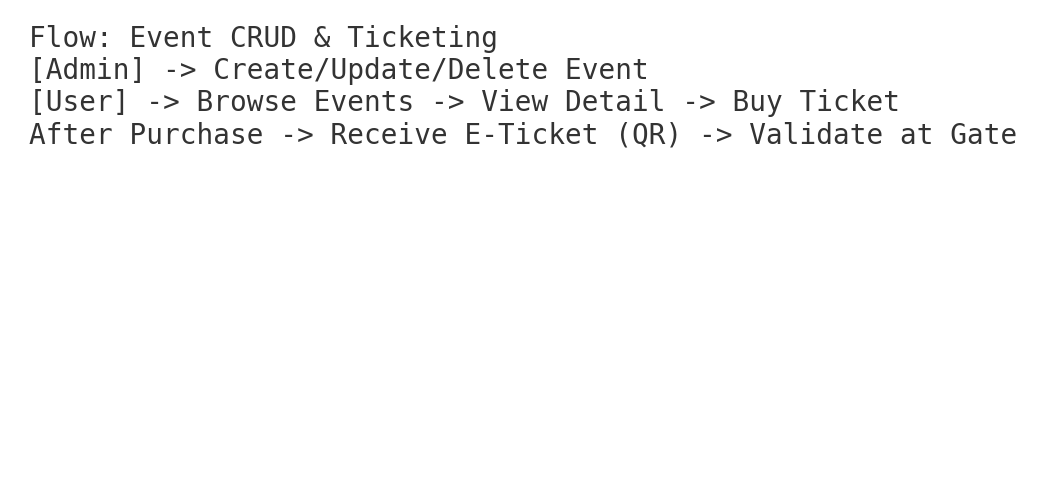 Flow: Event CRUD & Ticketing
[Admin] -> Create/Update/Delete Event
[User] -> Browse Events -> View Detail -> Buy Ticket
After Purchase -> Receive E-Ticket (QR) -> Validate at Gate